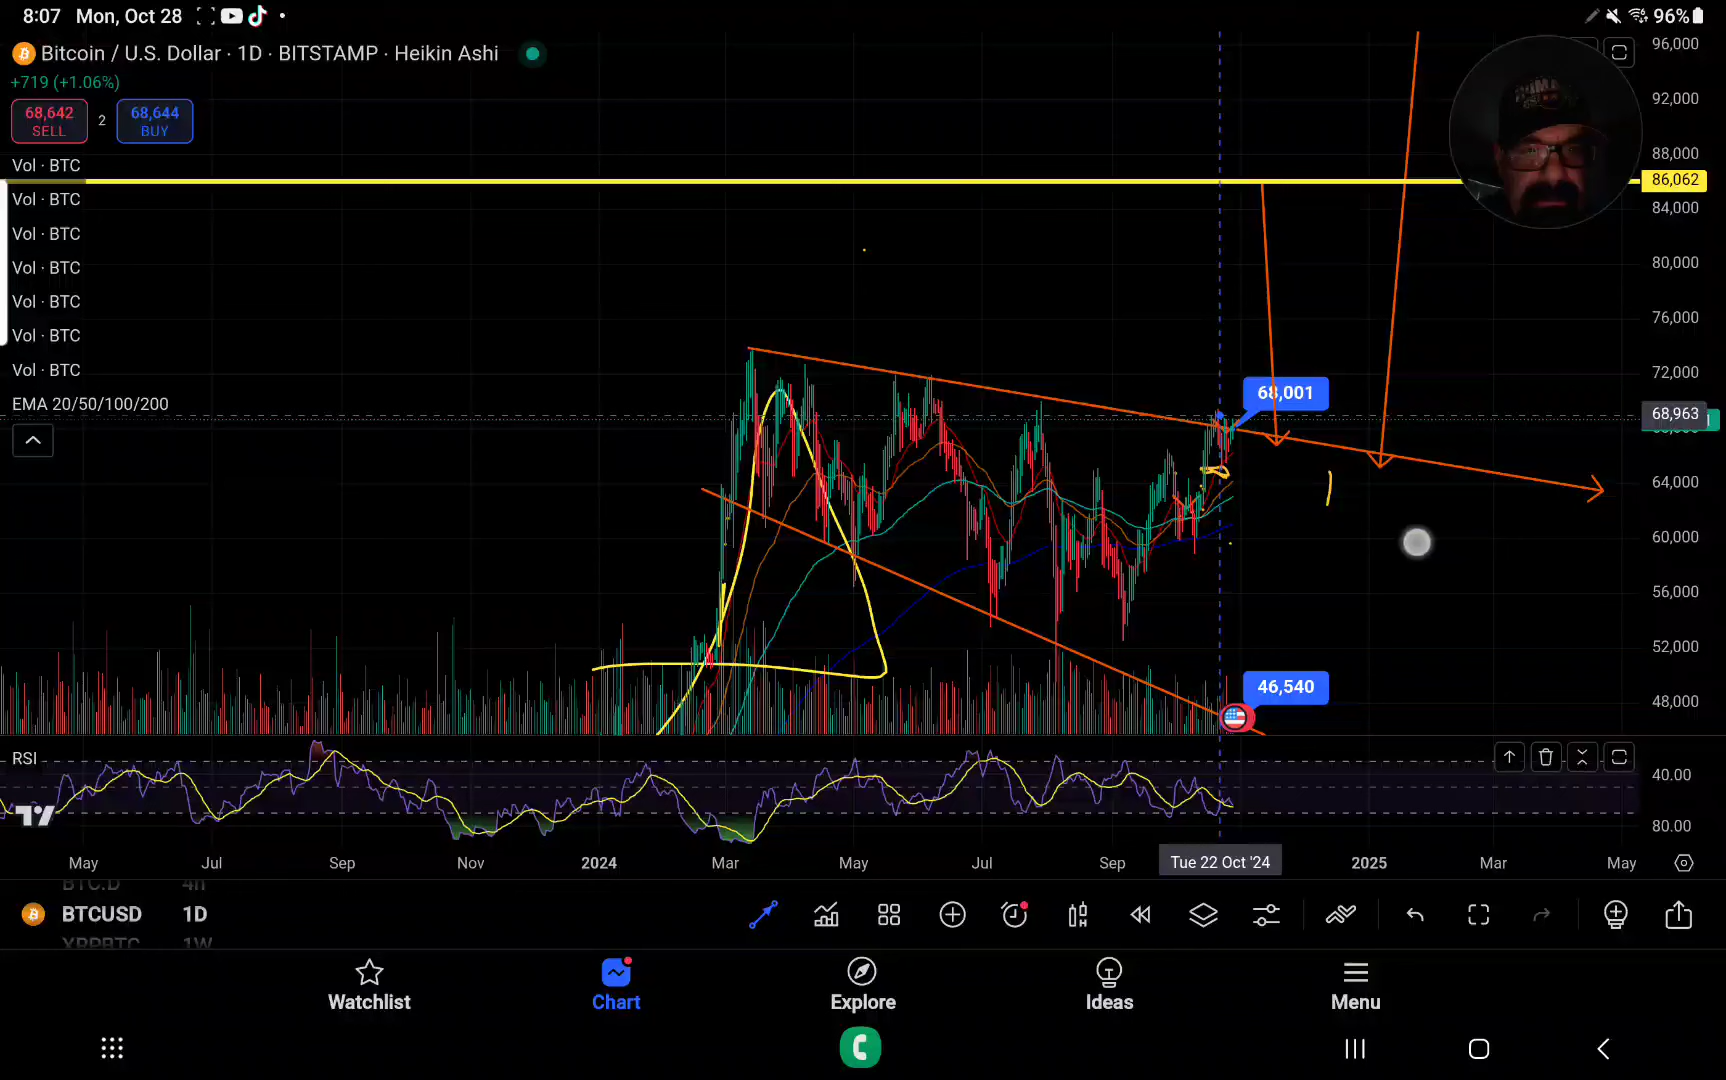 8:07 Mon, Oct 28 96%
Bitcoin / U.S. Dollar · 1D · BITSTAMP · Heikin Ashi
+719 (+1.06%)
68,642 SELL 2 68,644 BUY
Vol · BTC
Vol · BTC
Vol · BTC
Vol · BTC
Vol · BTC
Vol · BTC
Vol · BTC
EMA 20/50/100/200
96,000
92,000
88,000
86,062
84,000
80,000
76,000
72,000
68,001
68,963
64,000
60,000
56,000
52,000
46,540
48,000
RSI
40.00
80.00
May Jul Sep Nov 2024 Mar May Jul Sep Tue 22 Oct '24 2025 Mar May
BTC.D 4h
BTCUSD 1D
XRPBTC 1W
Watchlist Chart Explore Ideas Menu